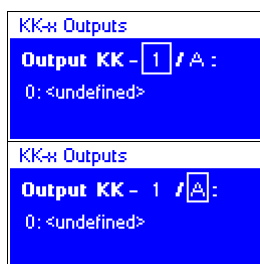 KK-x Outputs
Output KK - 1 / A :
0: <undefined>
KK-x Outputs
Output KK - 1 / A :
0: <undefined>